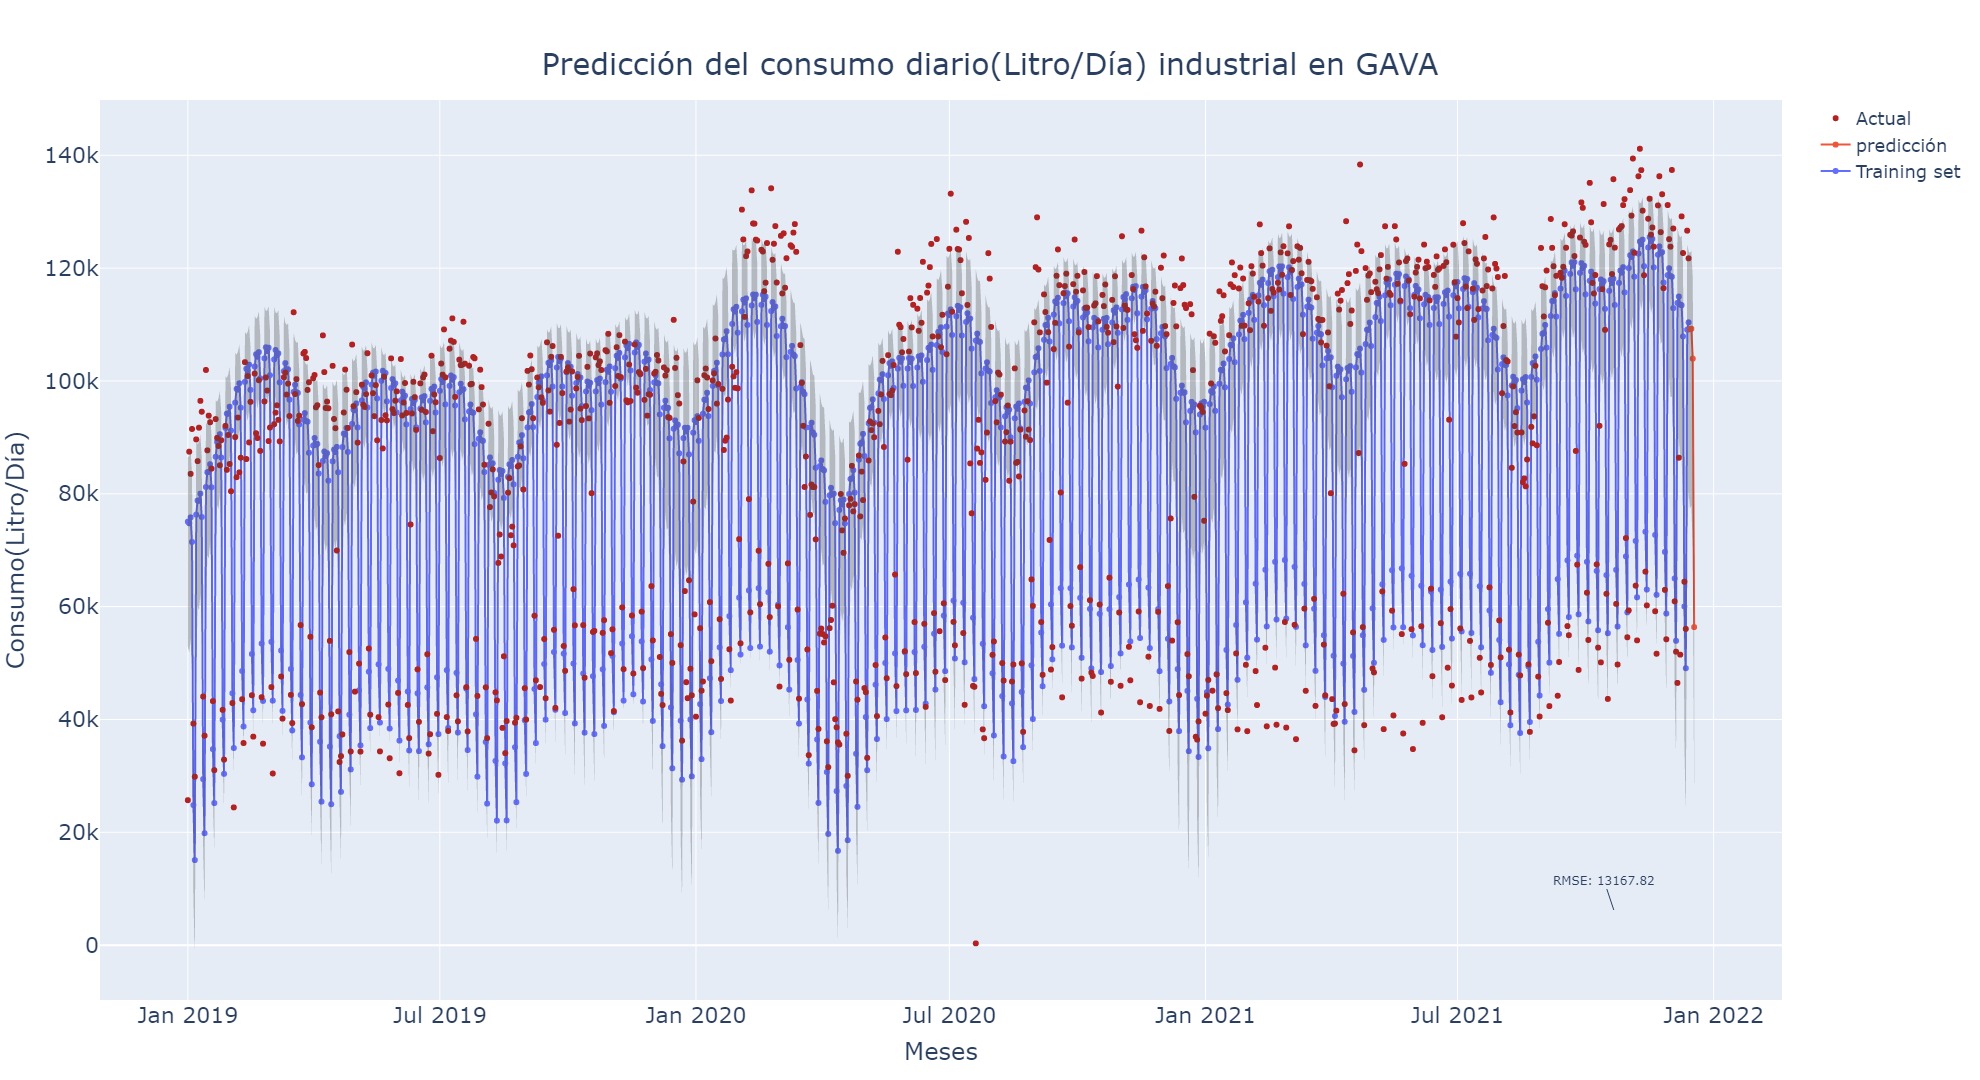 Predicción del consumo diario(Litro/Día) industrial en GAVA
Actual
predicción
Training set
Consumo(Litro/Día)
140k
120k
100k
80k
60k
40k
20k
0
RMSE: 13167.82
Jan 2019
Jul 2019
Jan 2020
Jul 2020
Jan 2021
Jul 2021
Jan 2022
Meses